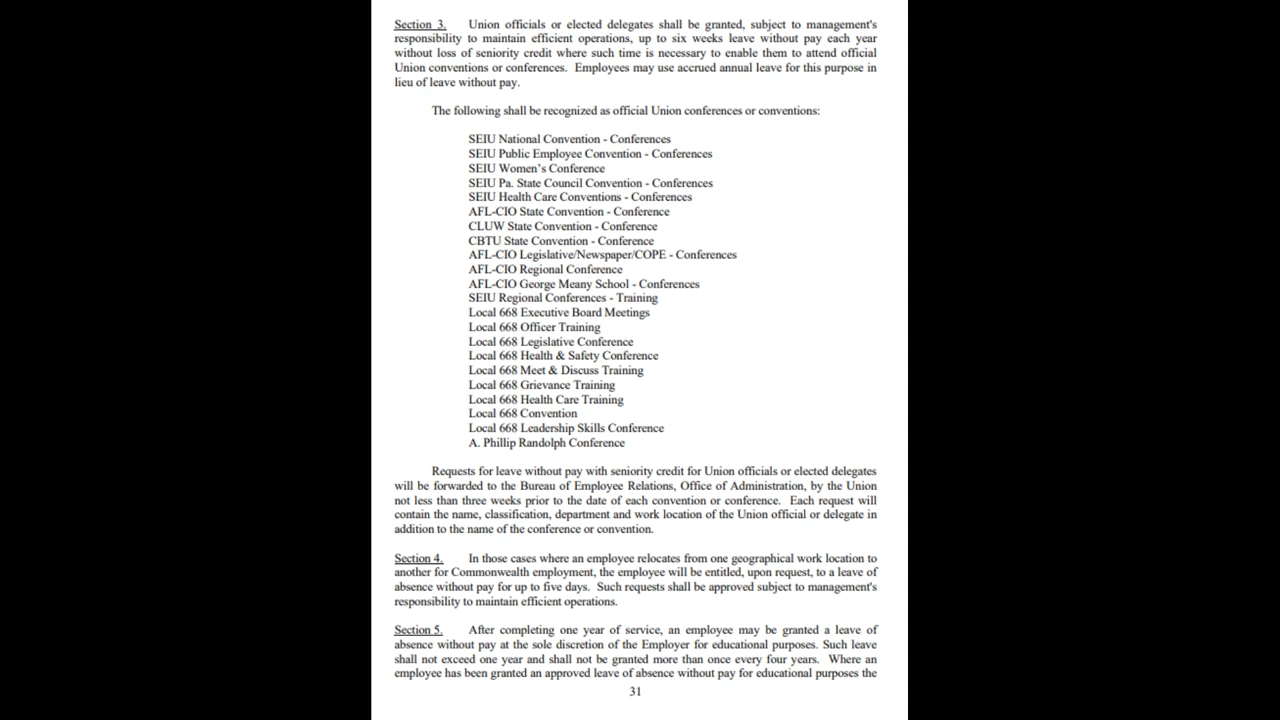 Section 3. Union officials or elected delegates shall be granted, subject to management's
responsibility to maintain efficient operations, up to six weeks leave without pay each year
without loss of seniority credit where such time is necessary to enable them to attend official
Union conventions or conferences. Employees may use accrued annual leave for this purpose in
lieu of leave without pay.
The following shall be recognized as official Union conferences or conventions:
SEIU National Convention - Conferences
SEIU Public Employee Convention - Conferences
SEIU Women's Conference
SEIU Pa. State Council Convention - Conferences
SEIU Health Care Conventions - Conferences
AFL-CIO State Convention - Conference
CLUW State Convention - Conference
CBTU State Convention - Conference
AFL-CIO Legislative/Newspaper/COPE - Conferences
AFL-CIO Regional Conference
AFL-CIO George Meany School - Conferences
SEIU Regional Conferences - Training
Local 668 Executive Board Meetings
Local 668 Officer Training
Local 668 Legislative Conference
Local 668 Health & Safety Conference
Local 668 Meet & Discuss Training
Local 668 Grievance Training
Local 668 Health Care Training
Local 668 Convention
Local 668 Leadership Skills Conference
A. Phillip Randolph Conference
Requests for leave without pay with seniority credit for Union officials or elected delegates
will be forwarded to the Bureau of Employee Relations, Office of Administration, by the Union
not less than three weeks prior to the date of each convention or conference. Each request will
contain the name, classification, department and work location of the Union official or delegate in
addition to the name of the conference or convention.
Section 4. In those cases where an employee relocates from one geographical work location to
another for Commonwealth employment, the employee will be entitled, upon request, to a leave of
absence without pay for up to five days. Such requests shall be approved subject to management's
responsibility to maintain efficient operations.
Section 5. After completing one year of service, an employee may be granted a leave of
absence without pay at the sole discretion of the Employer for educational purposes. Such leave
shall not exceed one year and shall not be granted more than once every four years. Where an
employee has been granted an approved leave of absence without pay for educational purposes the
31